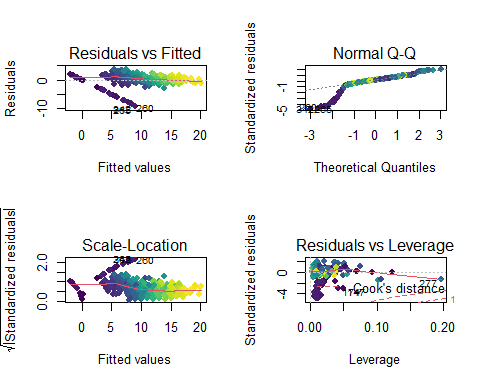 Residuals vs Fitted
Residuals
-10 0
260
0 5 10 15 20
Fitted values
Normal Q-Q
Standardized residuals
-5 -1
-3 -2 -1 0 1 2 3
Theoretical Quantiles
Scale-Location
√|Standardized residuals|
0.0 2.0
260
0 5 10 15 20
Fitted values
Residuals vs Leverage
Standardized residuals
-4 0
277
Cook's distance
1
0.00 0.10 0.20
Leverage